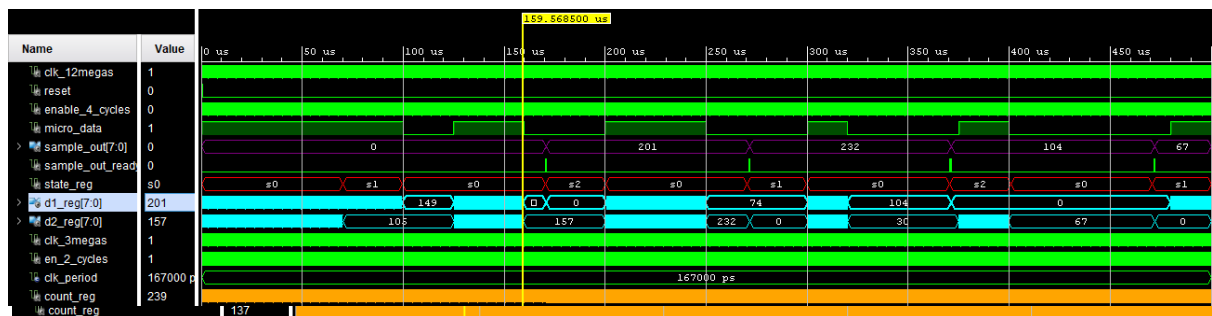 159.568500 us
Name Value 0 us 50 us 100 us 150 us 200 us 250 us 300 us 350 us 400 us 450 us
clk_12megas 1
reset 0
enable_4_cycles 0
micro_data 1
sample_out[7:0] 0 0 201 232 104 67
sample_out_ready 0
state_reg s0 s0 s1 s0 s2 s0 s1 s0 s2 s0 s1
d1_reg[7:0] 201 149 0 74 104 0
d2_reg[7:0] 157 157 232 0 30 67 0
clk_3megas 1
en_2_cycles 1
clk_period 167000 p 167000 ps
count_reg 239
count_reg 137